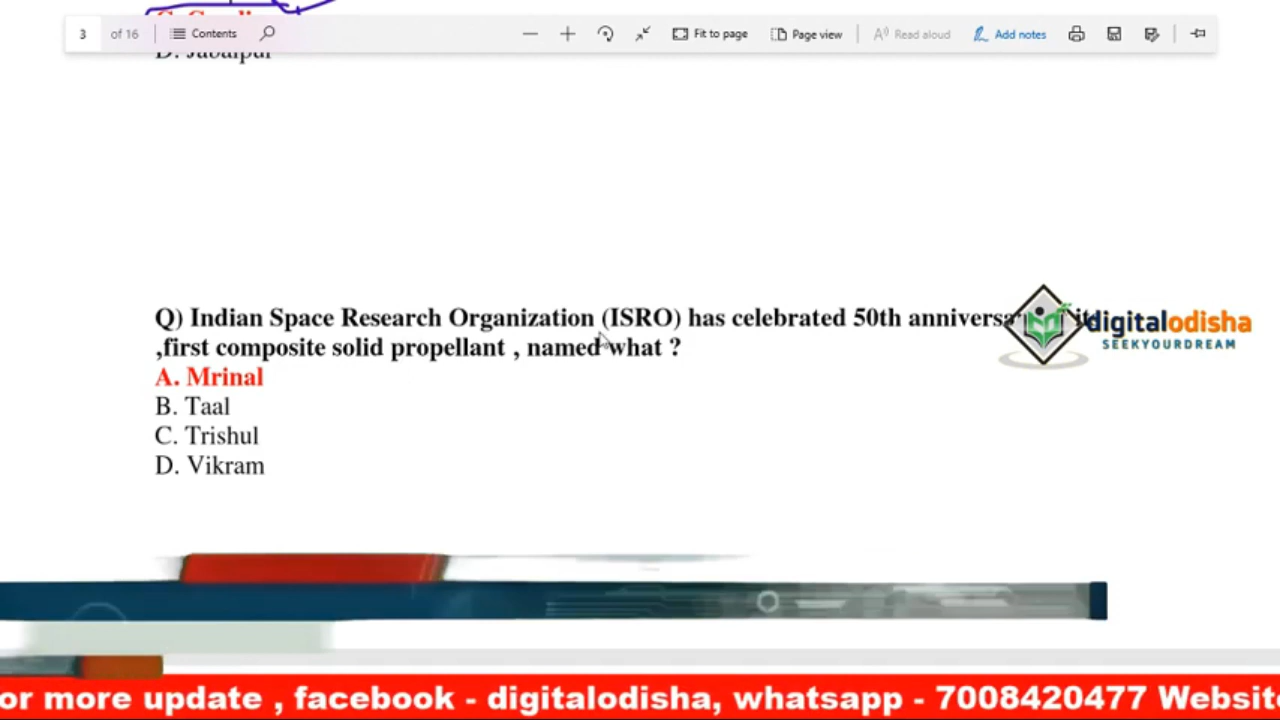 3 of 16 Contents Fit to page Page view Read aloud Add notes
D. Jabalpur
Q) Indian Space Research Organization (ISRO) has celebrated 50th
,first composite solid propellant , named what ?
A. Mrinal
B. Taal
C. Trishul
D. Vikram
digitalodisha
SEEKYOURDREAM
or more update , facebook - digitalodisha, whatsapp - 7008420477 Website